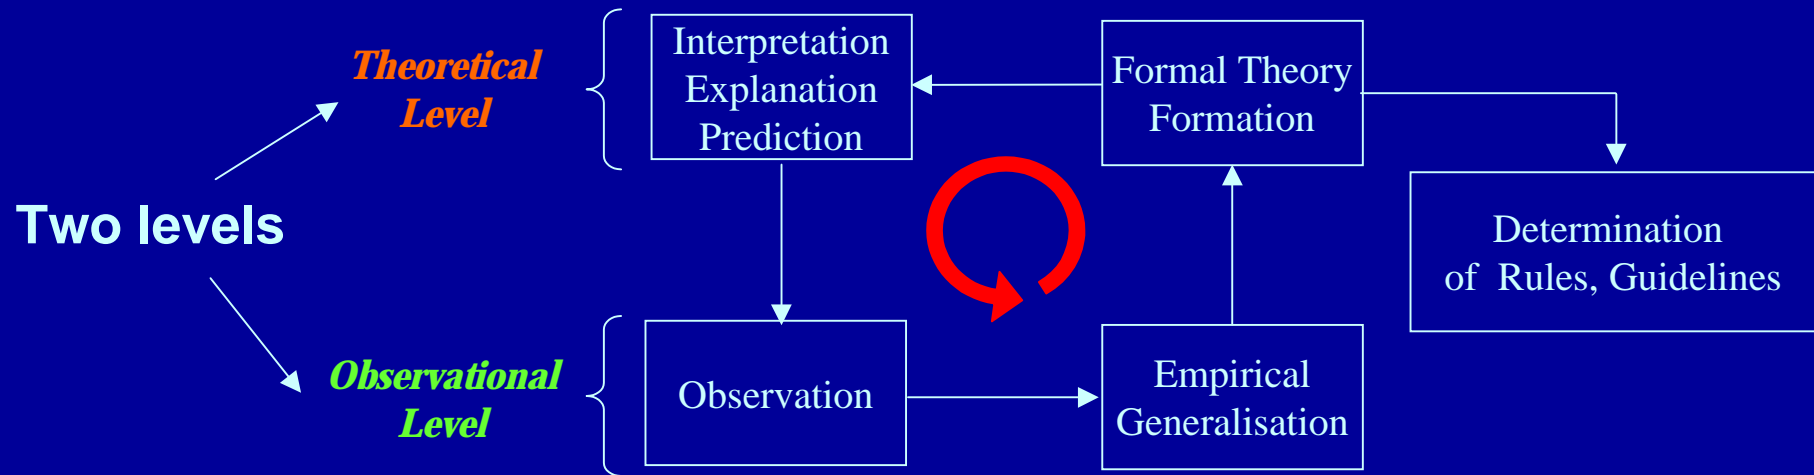 Two levels
Theoretical
Level
Interpretation
Explanation
Prediction
Formal Theory
Formation
Determination
of Rules, Guidelines
Observational
Level
Observation
Empirical
Generalisation